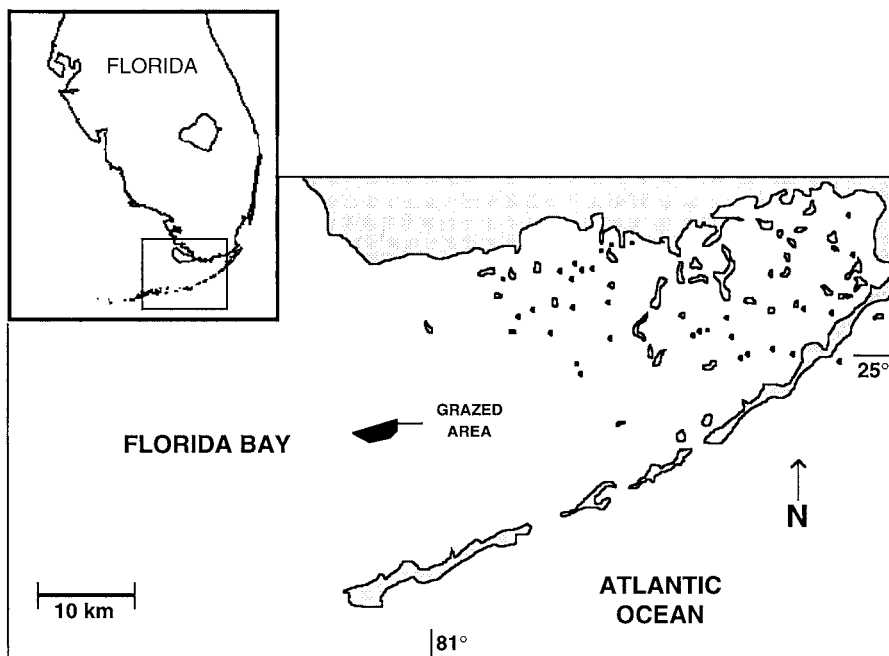 FLORIDA
25°
GRAZED
AREA
FLORIDA BAY
N
ATLANTIC
OCEAN
10 km
81°